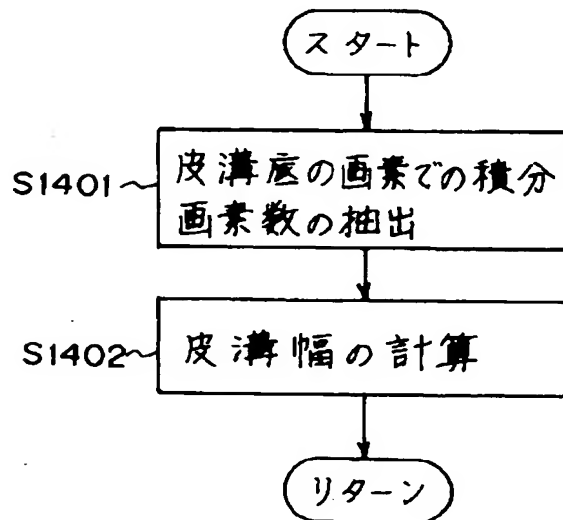 スタート
S1401
皮溝底の画素での積分
画素数の抽出
S1402
皮溝幅の計算
リターン